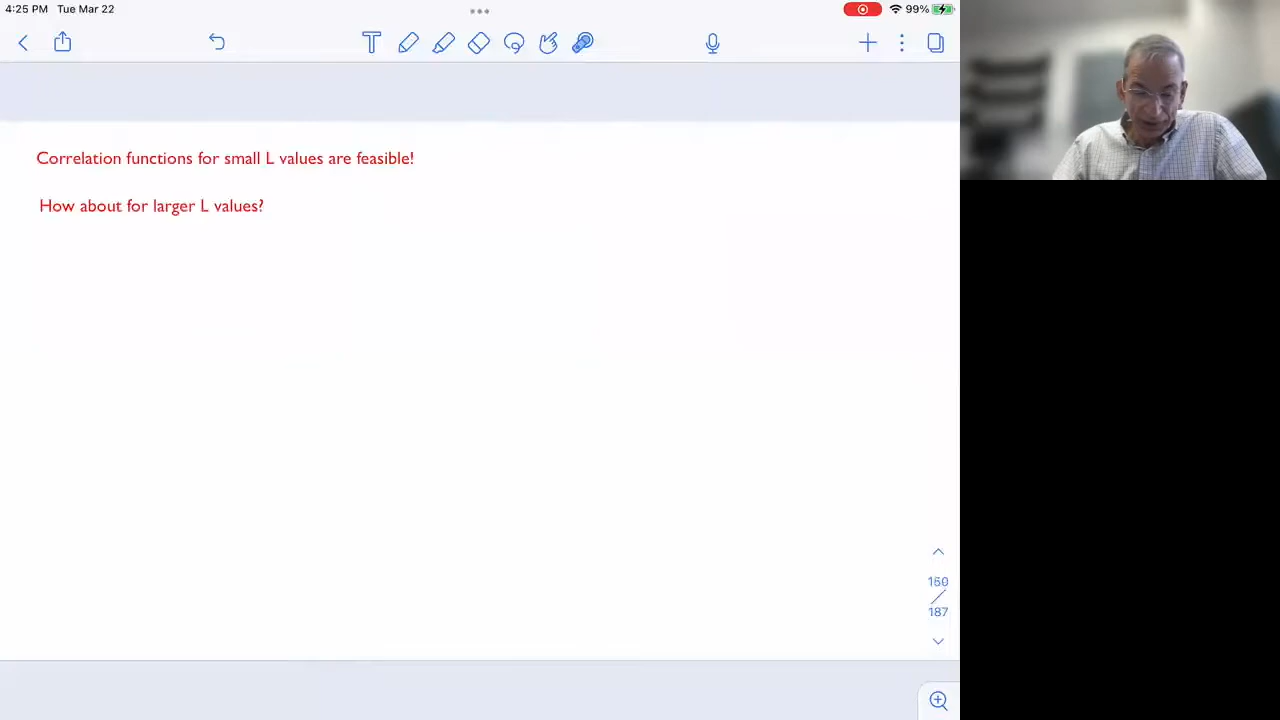 4:25 PM Tue Mar 22
99%
T
Correlation functions for small L values are feasible!
How about for larger L values?
160
187